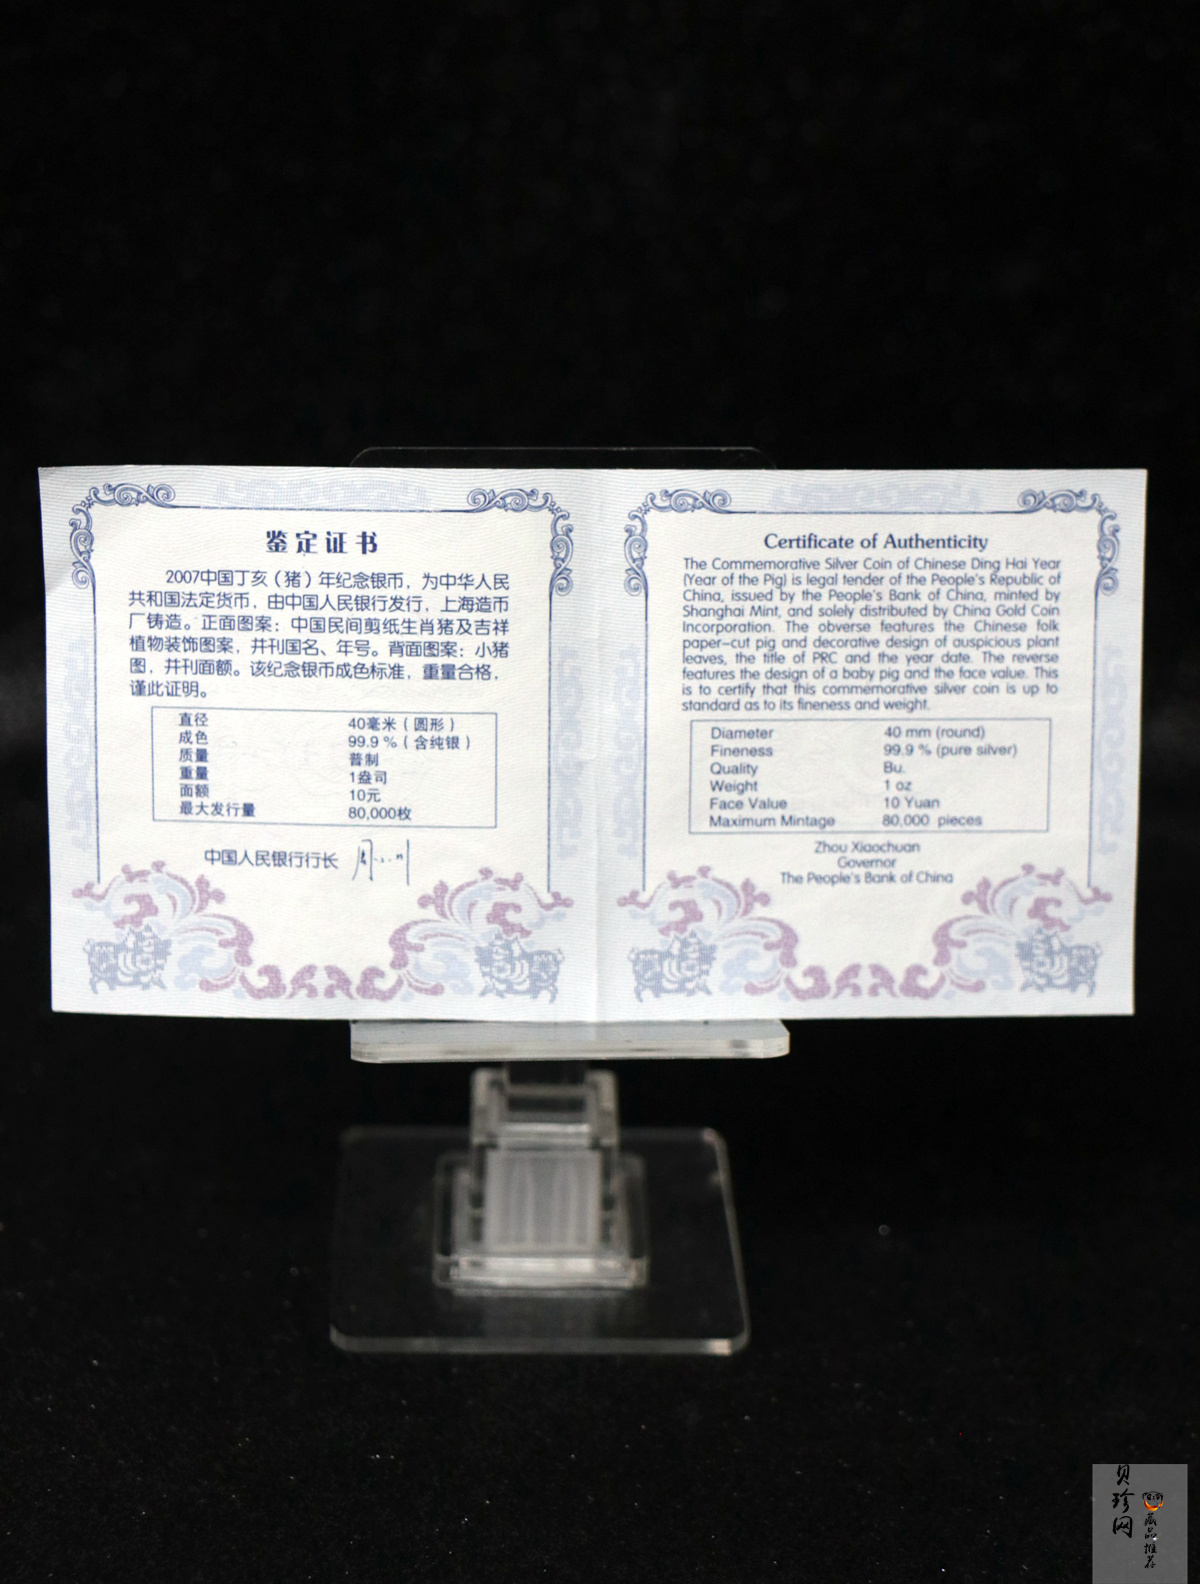 鉴定证书
2007中国丁亥（猪）年纪念银币，为中华人民
共和国法定货币，由中国人民银行发行，上海造币
厂铸造。正面图案：中国民间剪纸生肖猪及吉祥
植物装饰图案，并刊国名、年号。背面图案：小猪
图，并刊面额。该纪念银币成色标准，重量合格，
谨此证明。
直径 40毫米（圆形）
成色 99.9％（含纯银）
质量 普制
重量 1盎司
面额 10元
最大发行量 80,000枚
中国人民银行行长 周小川
Certificate of Authenticity
The Commemorative Silver Coin of Chinese Ding Hai Year
(Year of the Pig) is legal tender of the People's Republic of
China, issued by the People's Bank of China, minted by
Shanghai Mint, and solely distributed by China Gold Coin
Incorporation. The obverse features the Chinese folk
paper-cut pig and decorative design of auspicious plant
leaves, the title of PRC and the year date. The reverse
features the design of a baby pig and the face value. This
is to certify that this commemorative silver coin is up to
standard as to its fineness and weight.
Diameter 40 mm (round)
Fineness 99.9 % (pure silver)
Quality Bu.
Weight 1 oz
Face Value 10 Yuan
Maximum Mintage 80,000 pieces
Zhou Xiaochuan
Governor
The People's Bank of China
贝珍网
藏品推荐